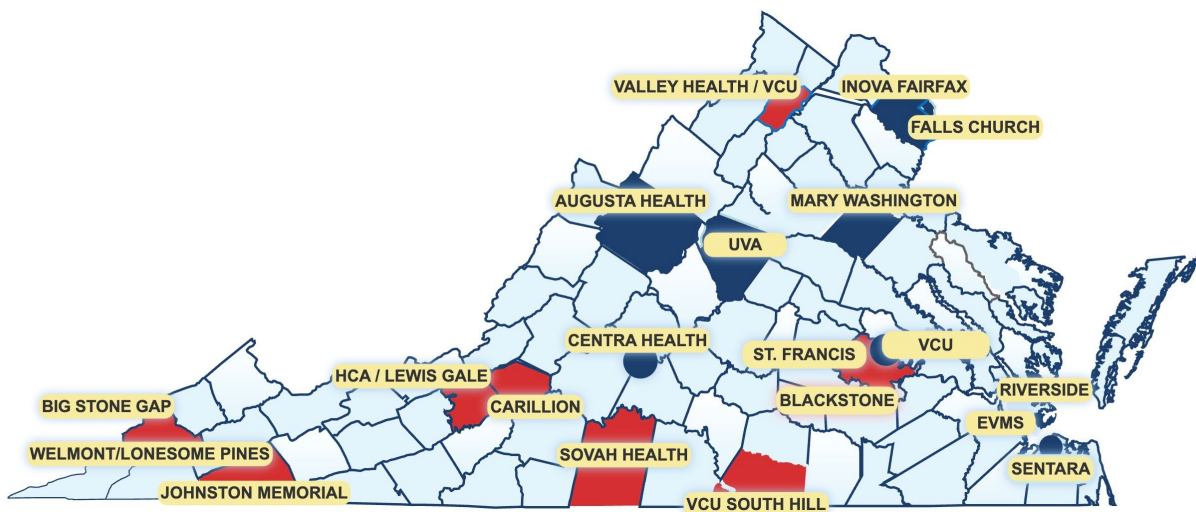 VALLEY HEALTH / VCU
INOVA FAIRFAX
FALLS CHURCH
AUGUSTA HEALTH
MARY WASHINGTON
UVA
CENTRA HEALTH
ST. FRANCIS
VCU
HCA / LEWIS GALE
CARILLION
BLACKSTONE
RIVERSIDE
BIG STONE GAP
EVMS
WELMONT/LONESOME PINES
SOVAH HEALTH
SENTARA
JOHNSTON MEMORIAL
VCU SOUTH HILL